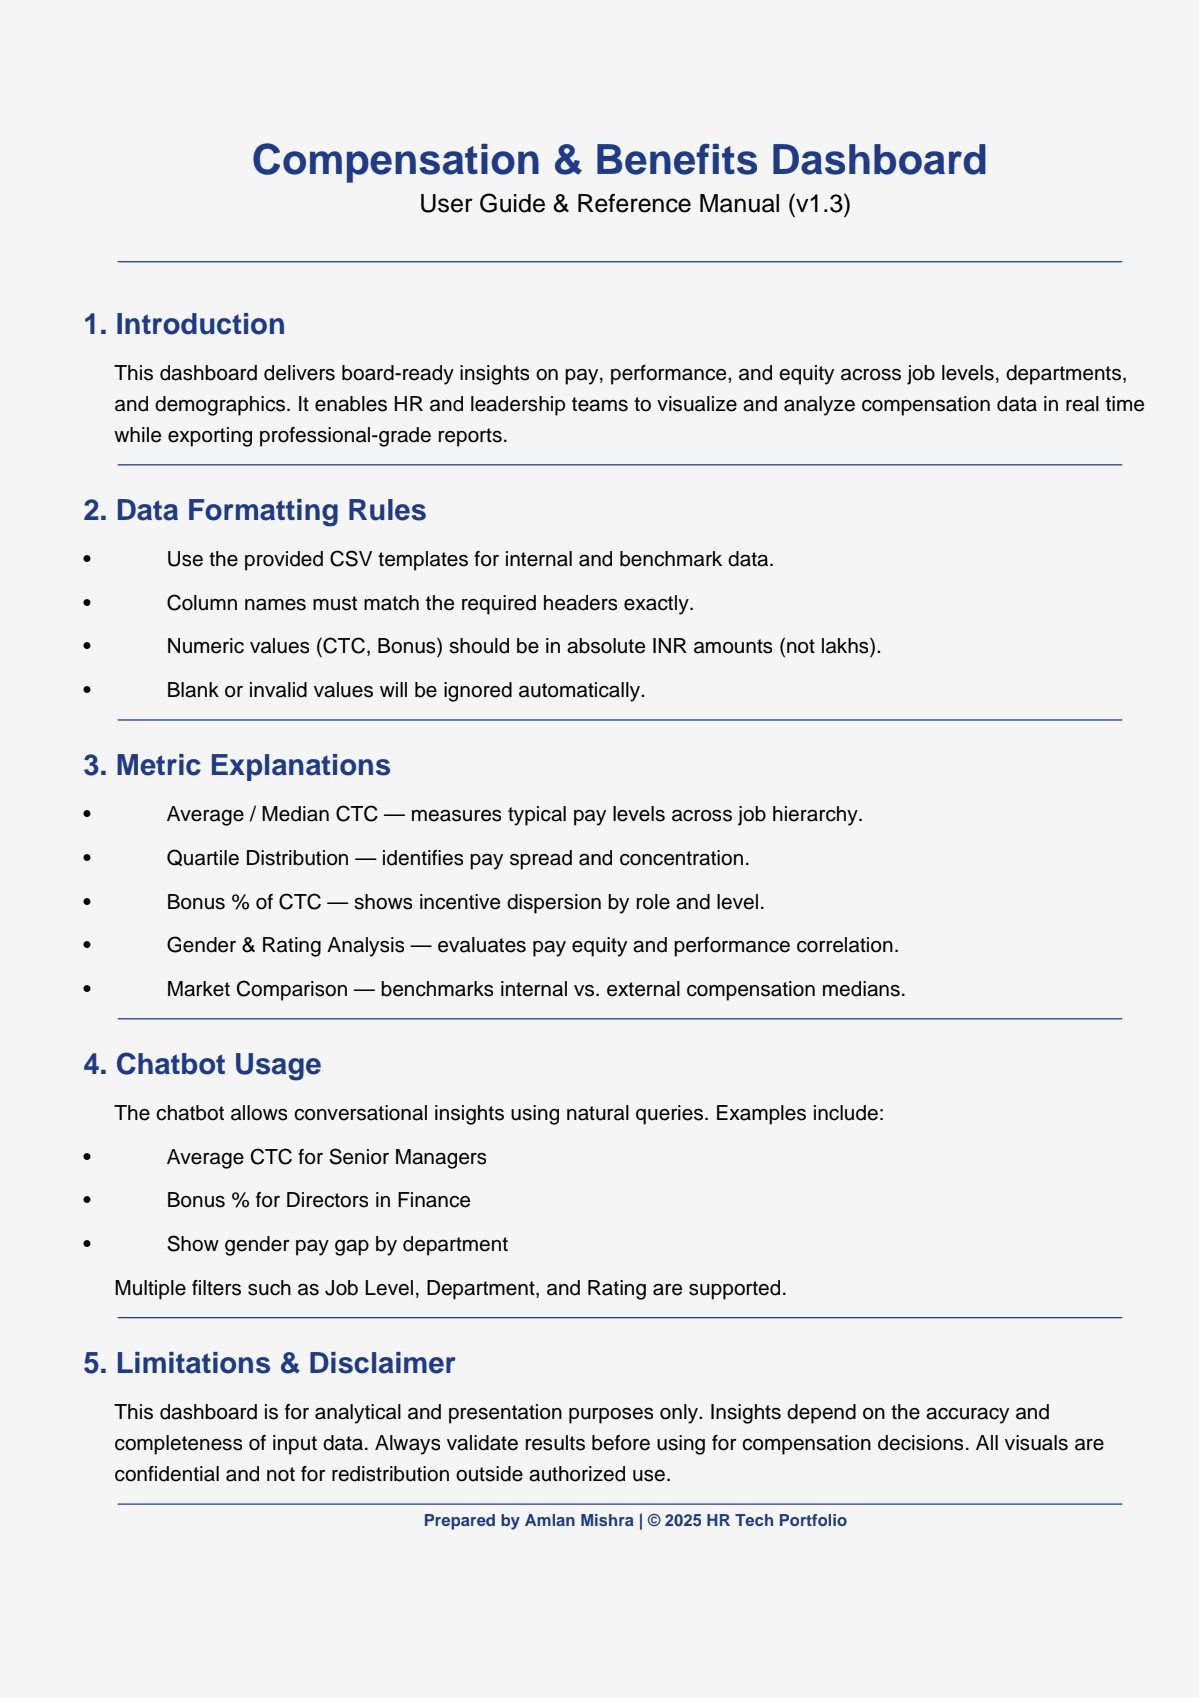 Compensation & Benefits Dashboard
User Guide & Reference Manual (v1.3)
1. Introduction
This dashboard delivers board-ready insights on pay, performance, and equity across job levels, departments,
and demographics. It enables HR and leadership teams to visualize and analyze compensation data in real time
while exporting professional-grade reports.
2. Data Formatting Rules
• Use the provided CSV templates for internal and benchmark data.
• Column names must match the required headers exactly.
• Numeric values (CTC, Bonus) should be in absolute INR amounts (not lakhs).
• Blank or invalid values will be ignored automatically.
3. Metric Explanations
• Average / Median CTC — measures typical pay levels across job hierarchy.
• Quartile Distribution — identifies pay spread and concentration.
• Bonus % of CTC — shows incentive dispersion by role and level.
• Gender & Rating Analysis — evaluates pay equity and performance correlation.
• Market Comparison — benchmarks internal vs. external compensation medians.
4. Chatbot Usage
The chatbot allows conversational insights using natural queries. Examples include:
• Average CTC for Senior Managers
• Bonus % for Directors in Finance
• Show gender pay gap by department
Multiple filters such as Job Level, Department, and Rating are supported.
5. Limitations & Disclaimer
This dashboard is for analytical and presentation purposes only. Insights depend on the accuracy and
completeness of input data. Always validate results before using for compensation decisions. All visuals are
confidential and not for redistribution outside authorized use.
Prepared by Amlan Mishra | © 2025 HR Tech Portfolio